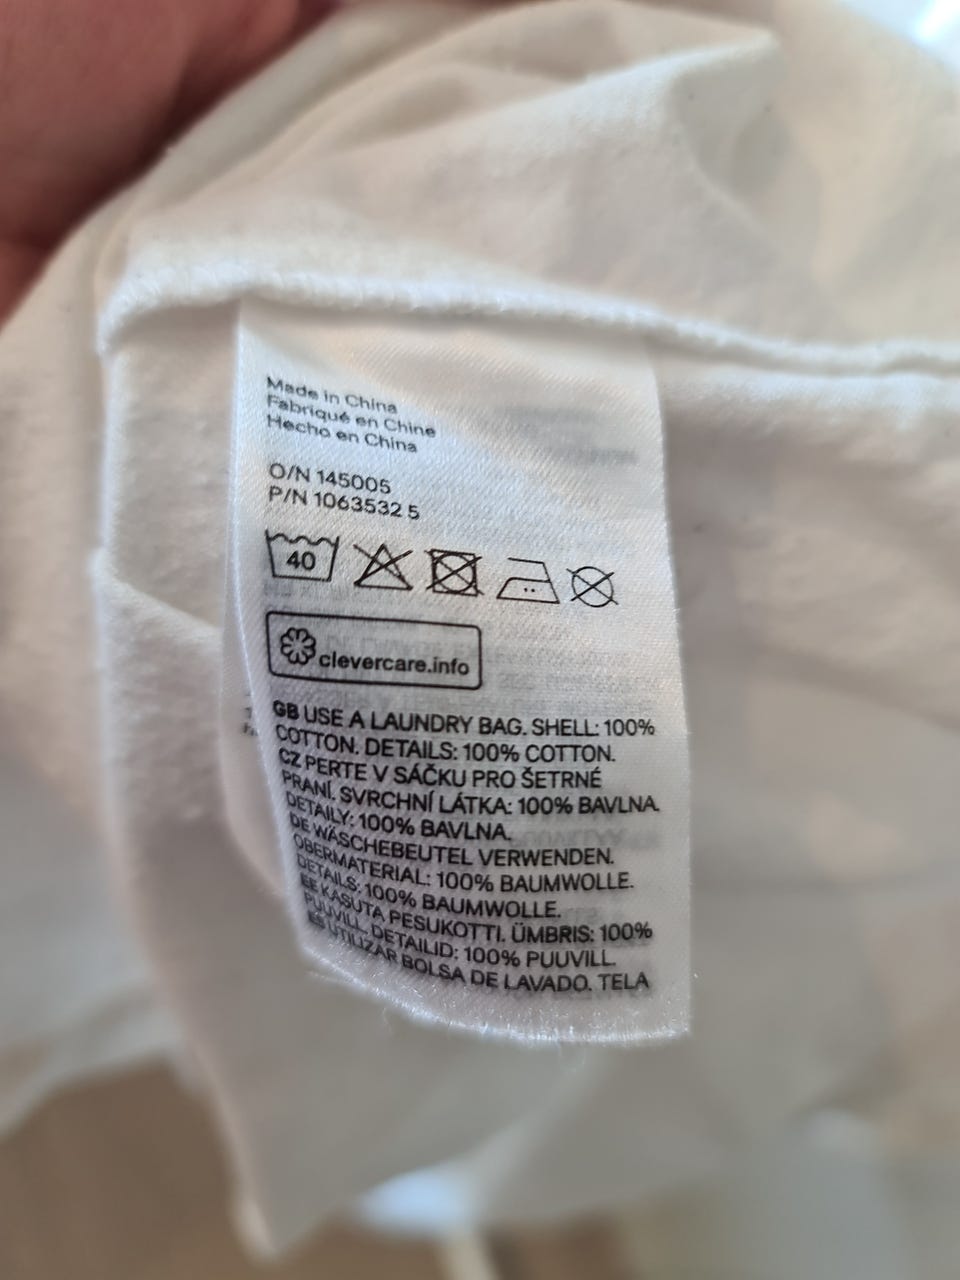 Made in China
Fabriqué en Chine
Hecho en China
O/N 145005
P/N 1063532 5
40
clevercare.info
GB USE A LAUNDRY BAG. SHELL: 100%
COTTON. DETAILS: 100% COTTON.
CZ PERTE V SÁČKU PRO ŠETRNÉ
PRANÍ. SVRCHNÍ LÁTKA: 100% BAVLNA.
DETAILY: 100% BAVLNA.
DE WÄSCHEBEUTEL VERWENDEN.
OBERMATERIAL: 100% BAUMWOLLE.
DETAILS: 100% BAUMWOLLE.
EE KASUTA PESUKOTTI. ÜMBRIS: 100%
PUUVILL. DETAILID: 100% PUUVILL.
ES UTILIZAR BOLSA DE LAVADO. TELA